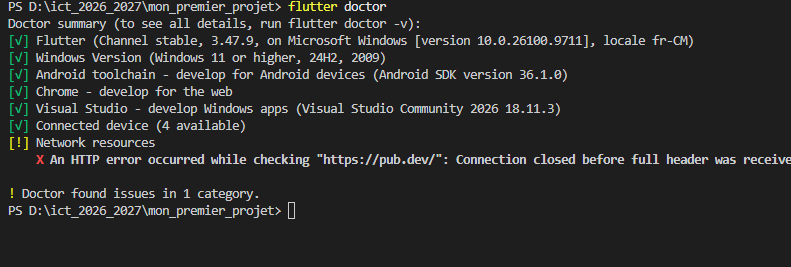 PS D:\ict_2026_2027\mon_premier_projet> flutter doctor
Doctor summary (to see all details, run flutter doctor -v):
[√] Flutter (Channel stable, 3.47.9, on Microsoft Windows [version 10.0.26100.9711], locale fr-CM)
[√] Windows Version (Windows 11 or higher, 24H2, 2009)
[√] Android toolchain - develop for Android devices (Android SDK version 36.1.0)
[√] Chrome - develop for the web
[√] Visual Studio - develop Windows apps (Visual Studio Community 2026 18.11.3)
[√] Connected device (4 available)
[!] Network resources
X An HTTP error occurred while checking "https://pub.dev/": Connection closed before full header was receive
! Doctor found issues in 1 category.
PS D:\ict_2026_2027\mon_premier_projet>